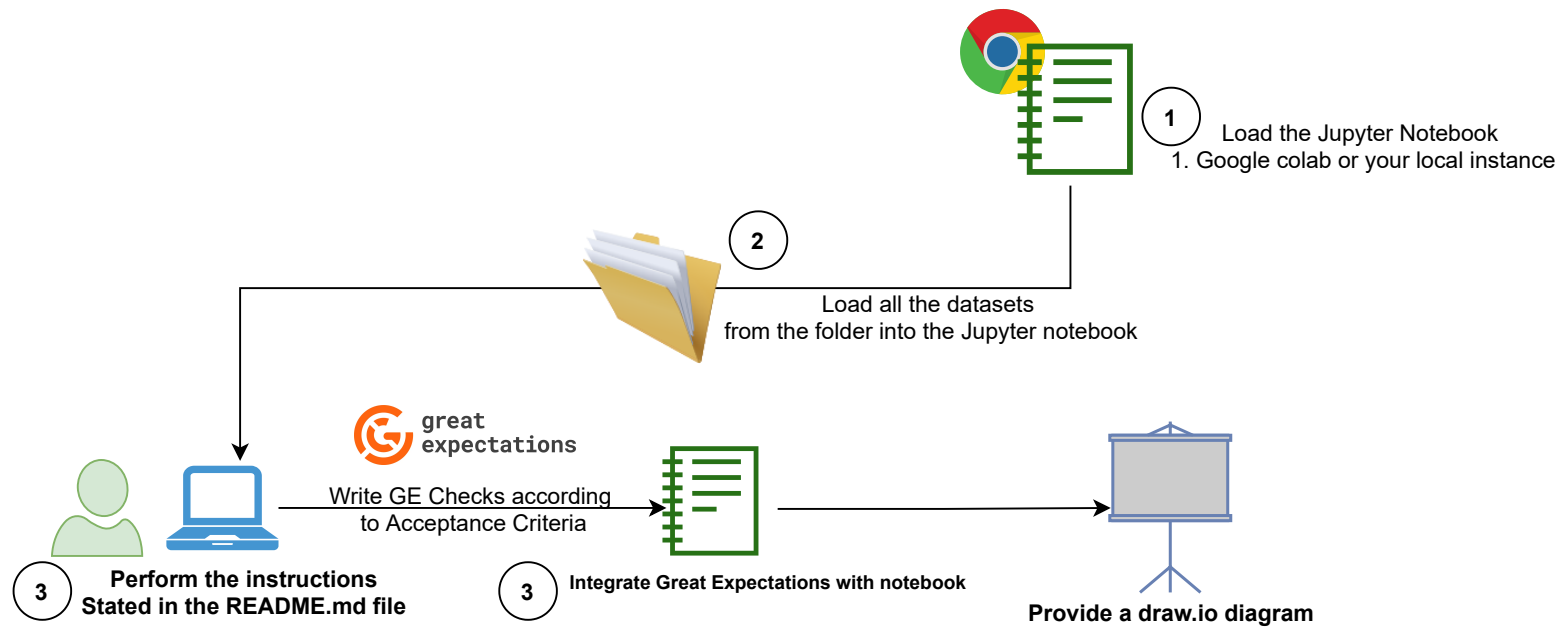 1
Load the Jupyter Notebook
1. Google colab or your local instance
2
Load all the datasets
from the folder into the Jupyter notebook
great
expectations
Write GE Checks according
to Acceptance Criteria
3
Perform the instructions
Stated in the README.md file
3
Integrate Great Expectations with notebook
Provide a draw.io diagram